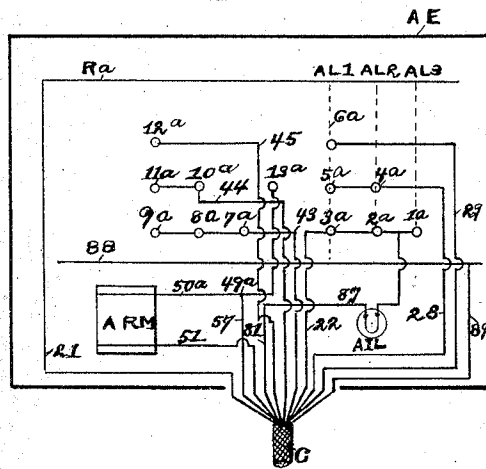 AE
Ra AL1 AL2 AL3
12a 45 6a
11a 10a 44 13a 5a 4a
9a 8a 7a 43 3a 2a 1a 29
88
50a 49a 87
ARM 57 31 22 28 89
51 AIL
21
C